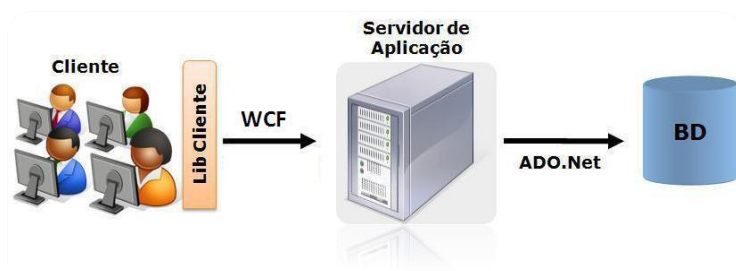 Servidor de
Aplicação
Cliente
Lib Cliente
WCF
ADO.Net
BD